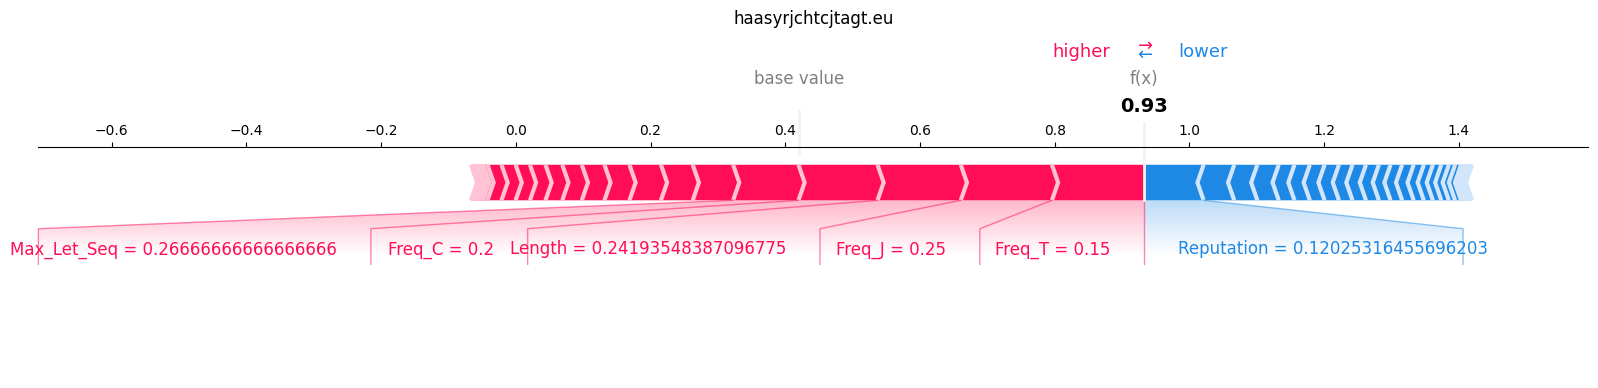 haasyrjchtcjtagt.eu
higher ⇄ lower
base value f(x)
0.93
−0.6 −0.4 −0.2 0.0 0.2 0.4 0.6 0.8 1.0 1.2 1.4
Max_Let_Seq = 0.26666666666666666 Freq_C = 0.2 Length = 0.24193548387096775 Freq_J = 0.25 Freq_T = 0.15 Reputation = 0.12025316455696203